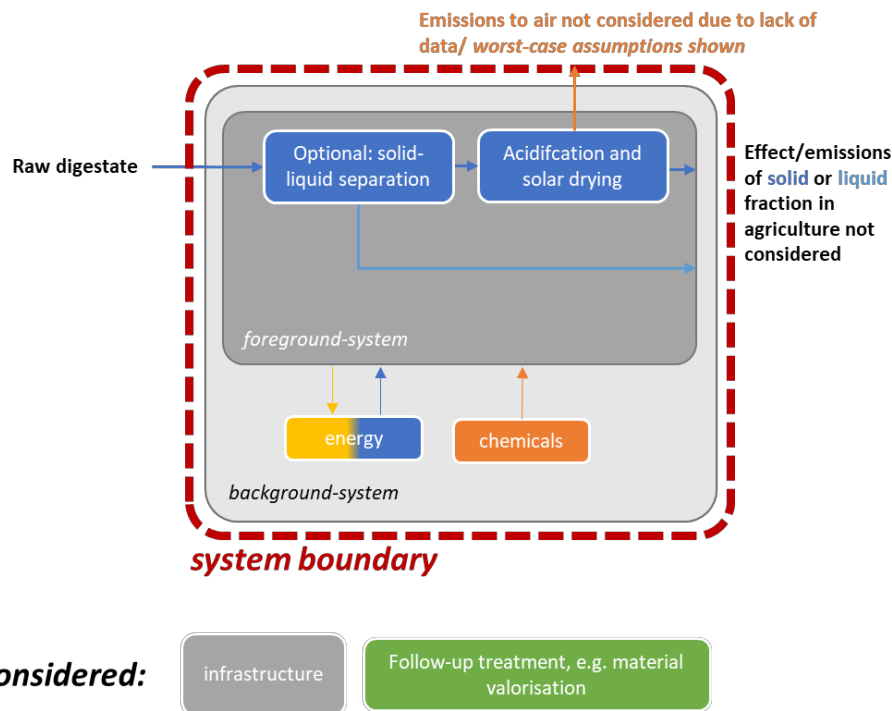 Emissions to air not considered due to lack of
data/ worst-case assumptions shown
Raw digestate
Optional: solid-
liquid separation
Acidifcation and
solar drying
Effect/emissions
of solid or liquid
fraction in
agriculture not
considered
foreground-system
energy
chemicals
background-system
system boundary
onsidered:
infrastructure
Follow-up treatment, e.g. material
valorisation